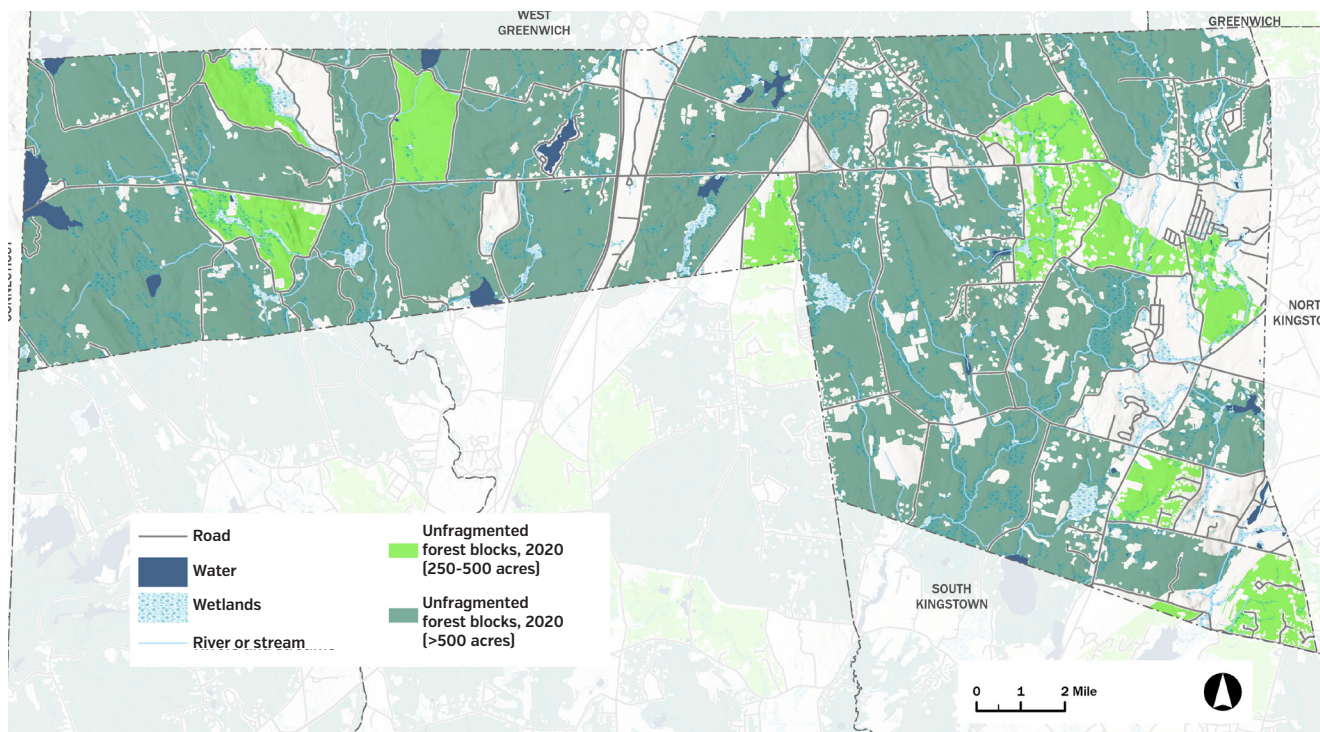 WEST
GREENWICH
GREENWICH
NORT
KINGSTO
Road
Water
Wetlands
River or stream
Unfragmented
forest blocks, 2020
(250-500 acres)
Unfragmented
forest blocks, 2020
(>500 acres)
SOUTH
KINGSTOWN
0 1 2 Mile